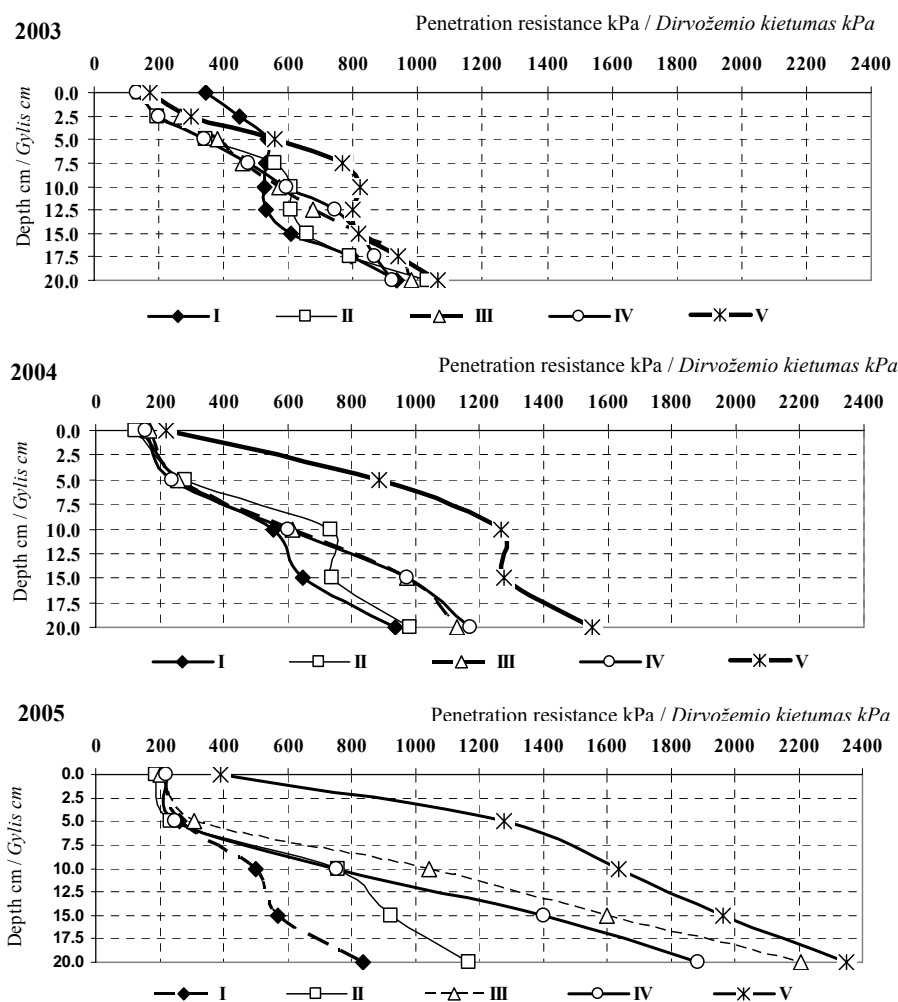 2003
Penetration resistance kPa / Dirvožemio kietumas kPa
0 200 400 600 800 1000 1200 1400 1600 1800 2000 2200 2400
Depth cm / Gylis cm
0.0
2.5
5.0
7.5
10.0
12.5
15.0
17.5
20.0
I II III IV V
2004
Penetration resistance kPa / Dirvožemio kietumas kPa
0 200 400 600 800 1000 1200 1400 1600 1800 2000 2200 2400
Depth cm / Gylis cm
0.0
2.5
5.0
7.5
10.0
12.5
15.0
17.5
20.0
I II III IV V
2005
Penetration resistance kPa / Dirvožemio kietumas kPa
0 200 400 600 800 1000 1200 1400 1600 1800 2000 2200 2400
Depth cm / Gylis cm
0.0
2.5
5.0
7.5
10.0
12.5
15.0
17.5
20.0
I II III IV V